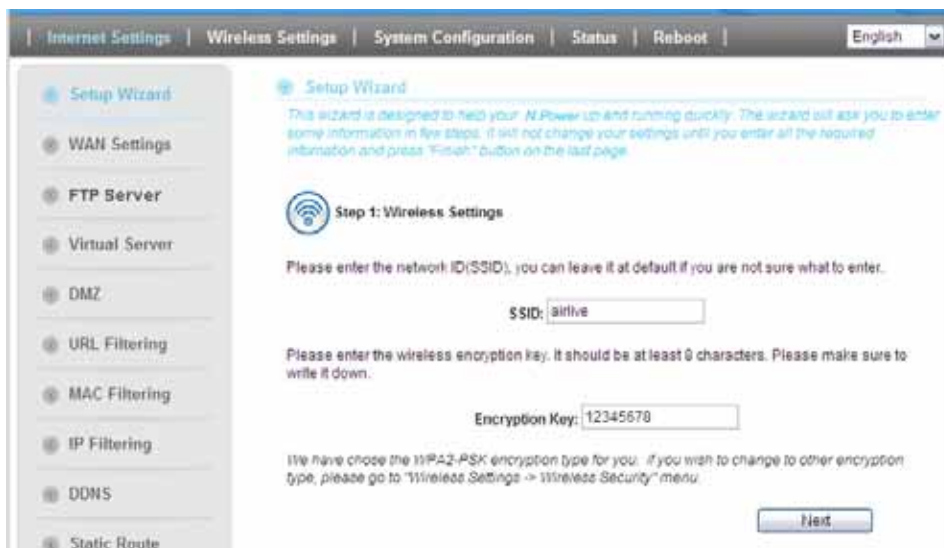 | Internet Settings | Wireless Settings | System Configuration | Status | Reboot | English
Setup Wizard
WAN Settings
FTP Server
Virtual Server
DMZ
URL Filtering
MAC Filtering
IP Filtering
DDNS
Static Route
Setup Wizard
This wizard is designed to help your N.Power up and running quickly. The wizard will ask you to enter
some information in few steps. It will not change your settings until you enter all the required
information and press "Finish" button on the last page.
Step 1: Wireless Settings
Please enter the network ID(SSID), you can leave it at default if you are not sure what to enter.
SSID: airlive
Please enter the wireless encryption key. It should be at least 8 characters. Please make sure to
write it down.
Encryption Key: 12345678
We have chose the WPA2-PSK encryption type for you. If you wish to change to other encryption
type, please go to "Wireless Settings -> Wireless Security" menu.
Next